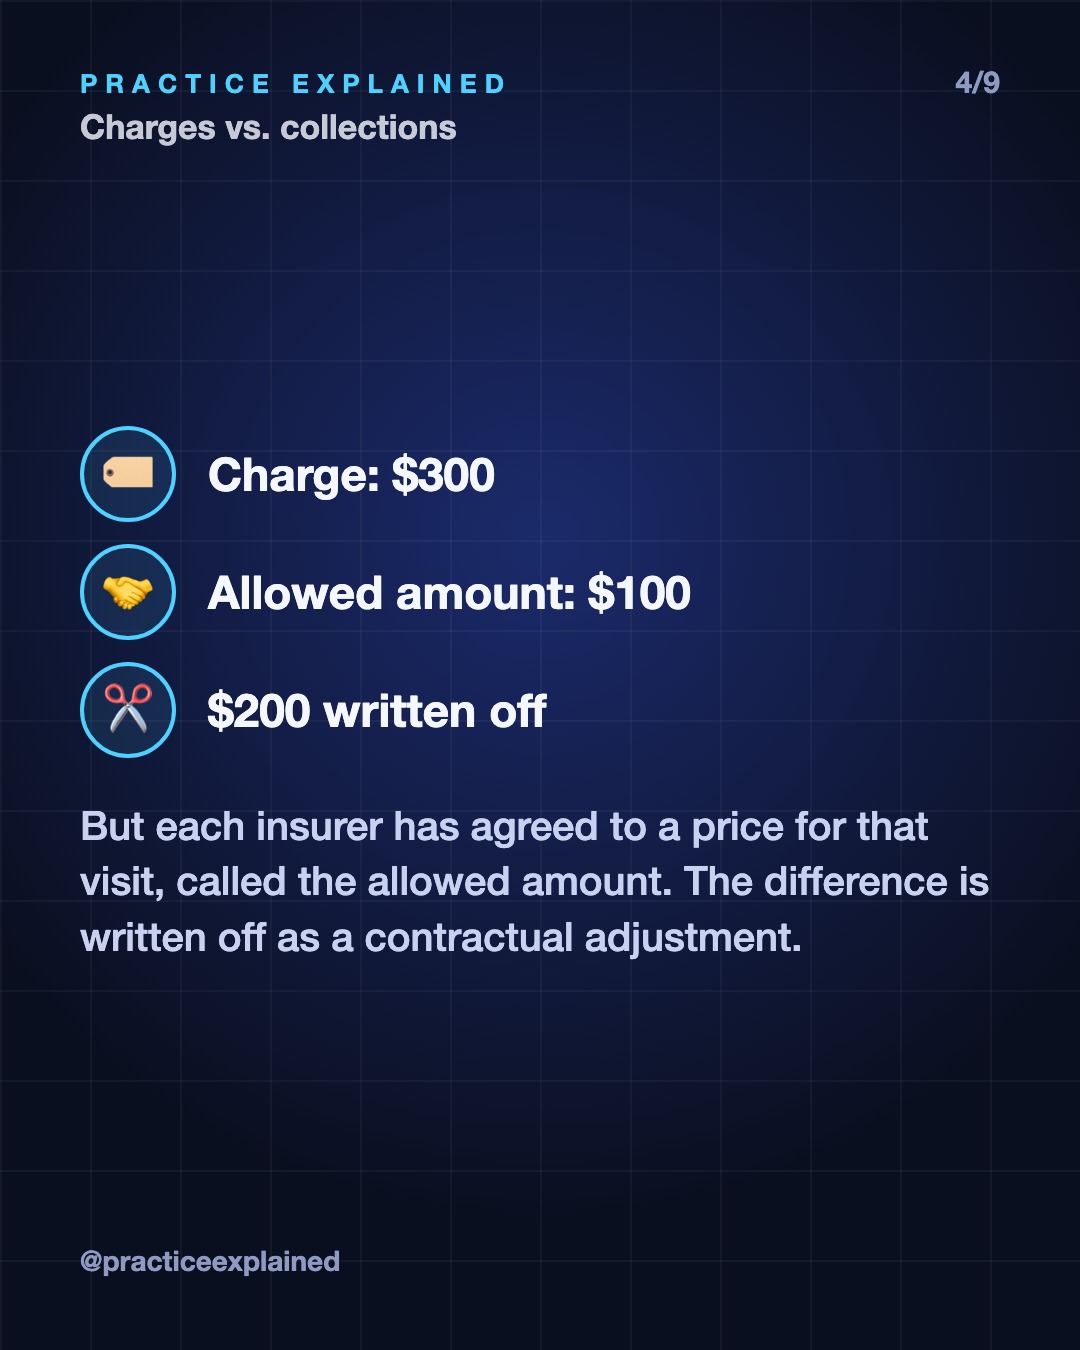 PRACTICE EXPLAINED
4/9
Charges vs. collections
Charge: $300
Allowed amount: $100
$200 written off
But each insurer has agreed to a price for that
visit, called the allowed amount. The difference is
written off as a contractual adjustment.
@practiceexplained